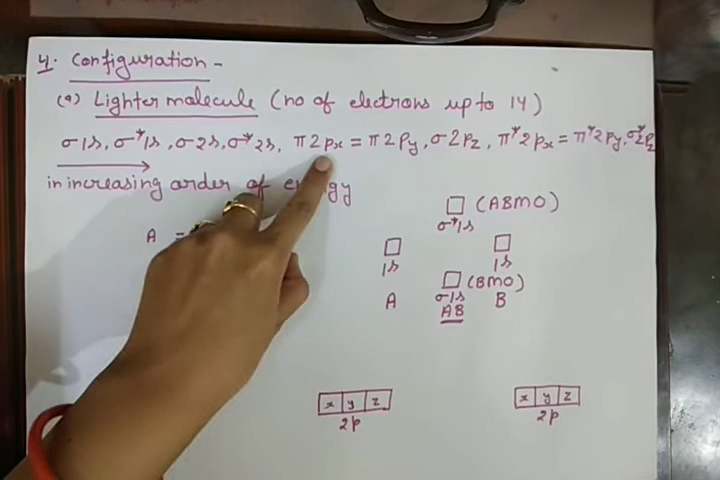 4. Configuration -
(a) Lighter molecule (no of electrons up to 14)
σ1s, σ*1s, σ2s, σ*2s, π2px = π2py, σ2pz, π*2px = π*2py, σ*2pz
in increasing order of energy
□ (ABMO)
σ*1s
A =
□ □
1s 1s
□ (BMO)
A σ1s B
AB
x y z x y z
2p 2p